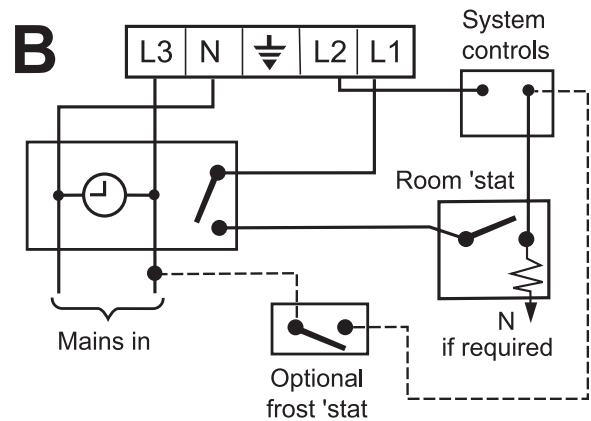 B
L3 N L2 L1
System
controls
Room 'stat
N
if required
Mains in
Optional
frost 'stat